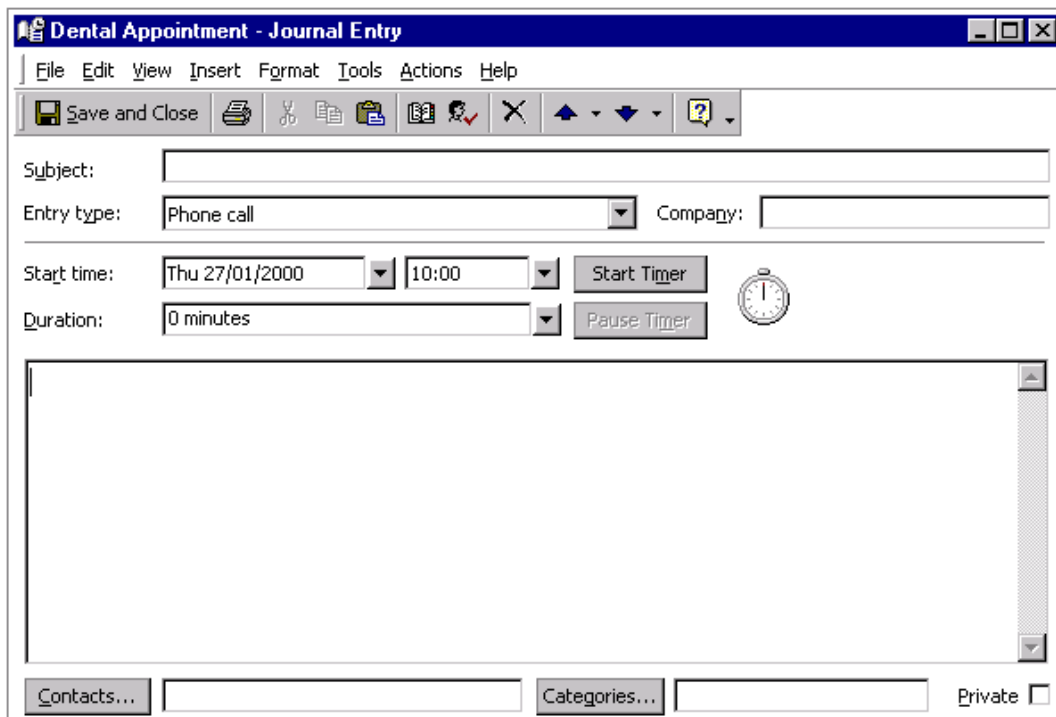 Dental Appointment - Journal Entry
File Edit View Insert Format Tools Actions Help
Save and Close
Subject:
Entry type: Phone call Company:
Start time: Thu 27/01/2000 10:00 Start Timer
Duration: 0 minutes Pause Timer
Contacts... Categories... Private